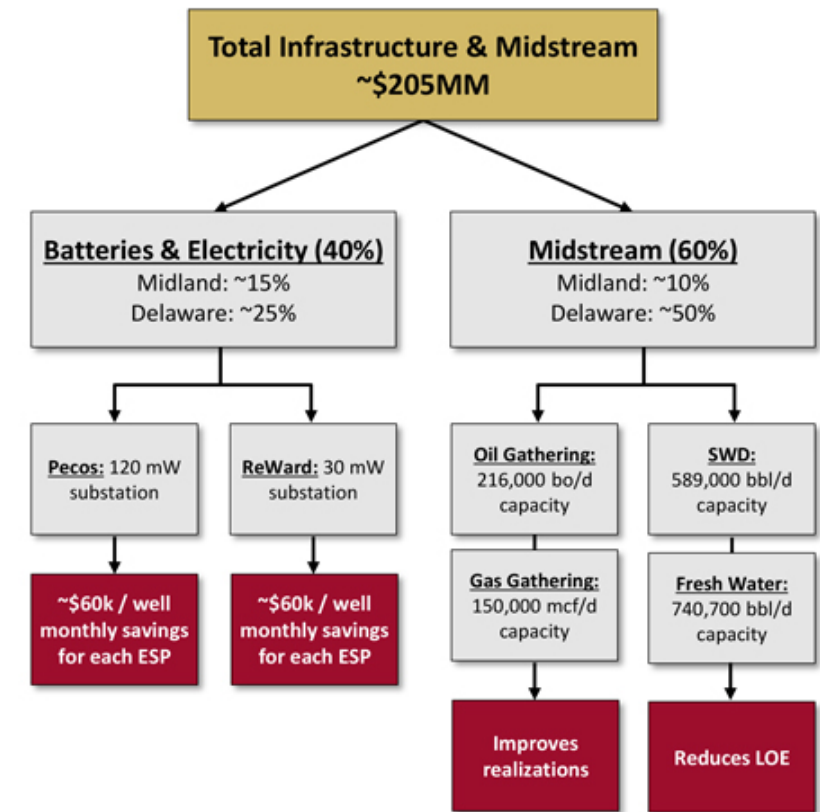 Total Infrastructure & Midstream
~$205MM
Batteries & Electricity (40%)
Midland: ~15%
Delaware: ~25%
Midstream (60%)
Midland: ~10%
Delaware: ~50%
Pecos: 120 mW
substation
ReWard: 30 mW
substation
Oil Gathering:
216,000 bo/d
capacity
SWD:
589,000 bbl/d
capacity
~$60k / well
monthly savings
for each ESP
~$60k / well
monthly savings
for each ESP
Gas Gathering:
150,000 mcf/d
capacity
Fresh Water:
740,700 bbl/d
capacity
Improves
realizations
Reduces LOE